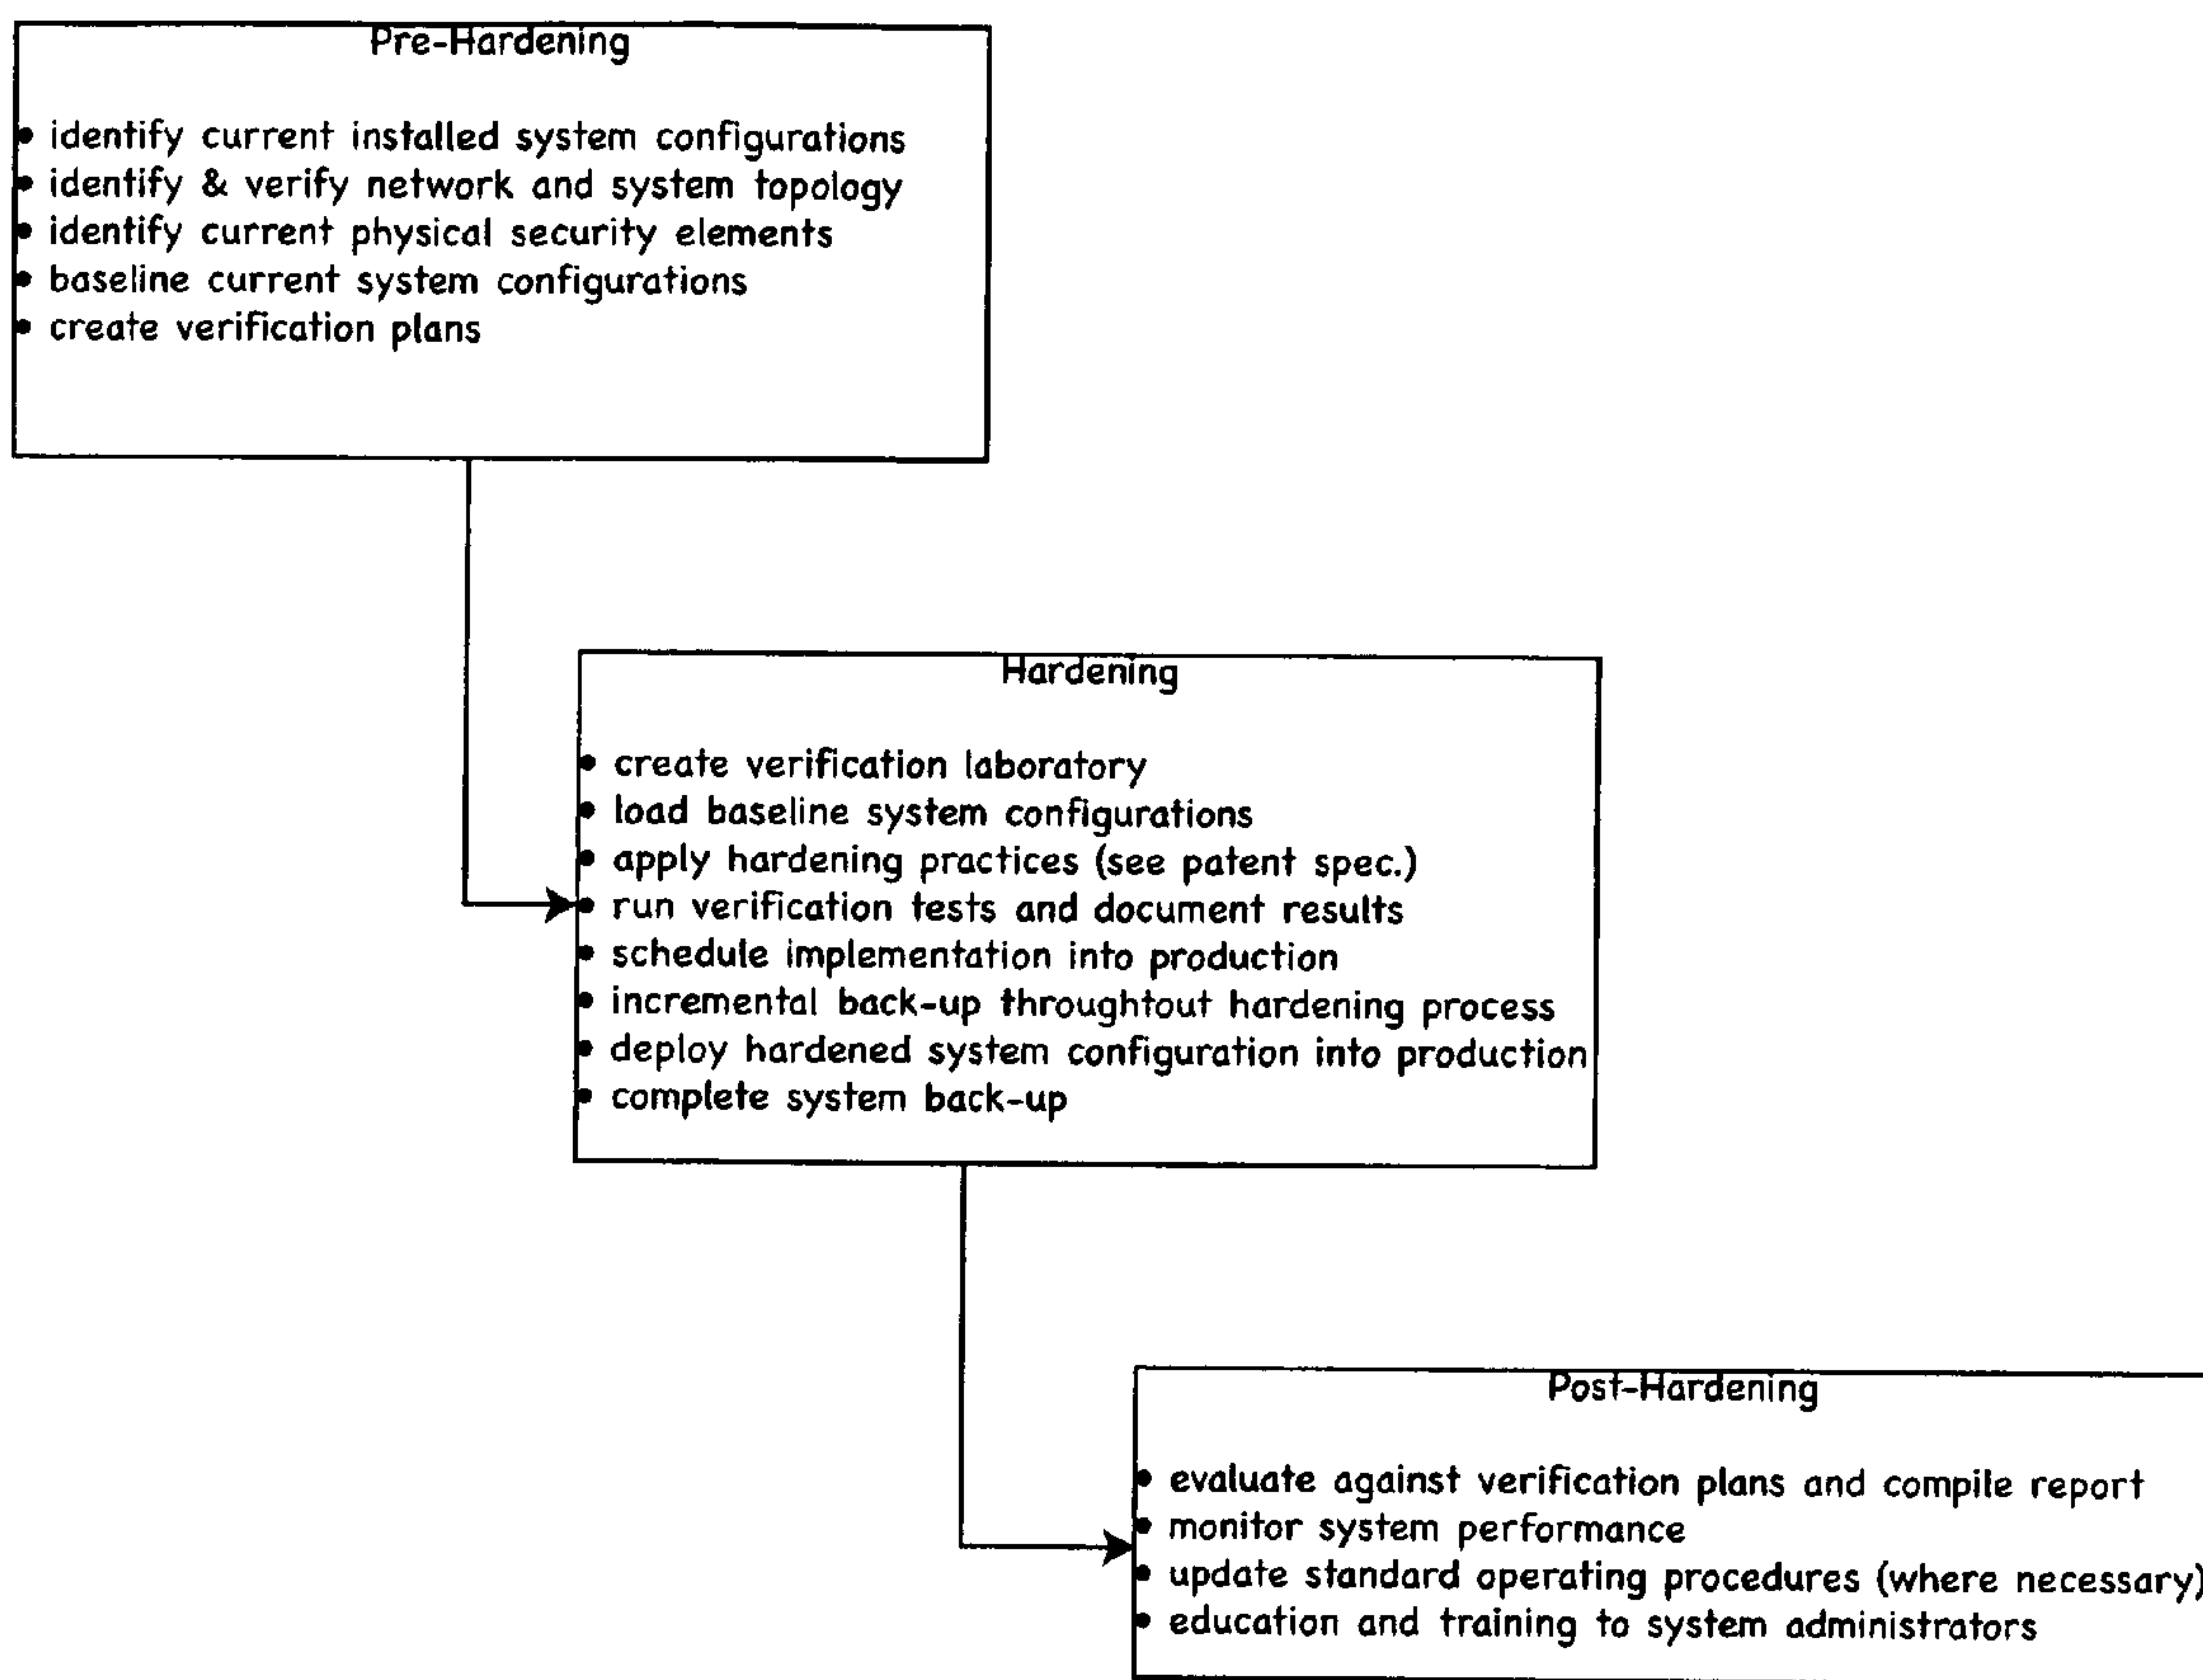 Pre-Hardening
• identify current installed system configurations
• identify & verify network and system topology
• identify current physical security elements
• baseline current system configurations
• create verification plans
Hardening
• create verification laboratory
• load baseline system configurations
• apply hardening practices (see patent spec.)
• run verification tests and document results
• schedule implementation into production
• incremental back-up throughtout hardening process
• deploy hardened system configuration into production
• complete system back-up
Post-Hardening
• evaluate against verification plans and compile report
• monitor system performance
• update standard operating procedures (where necessary)
• education and training to system administrators